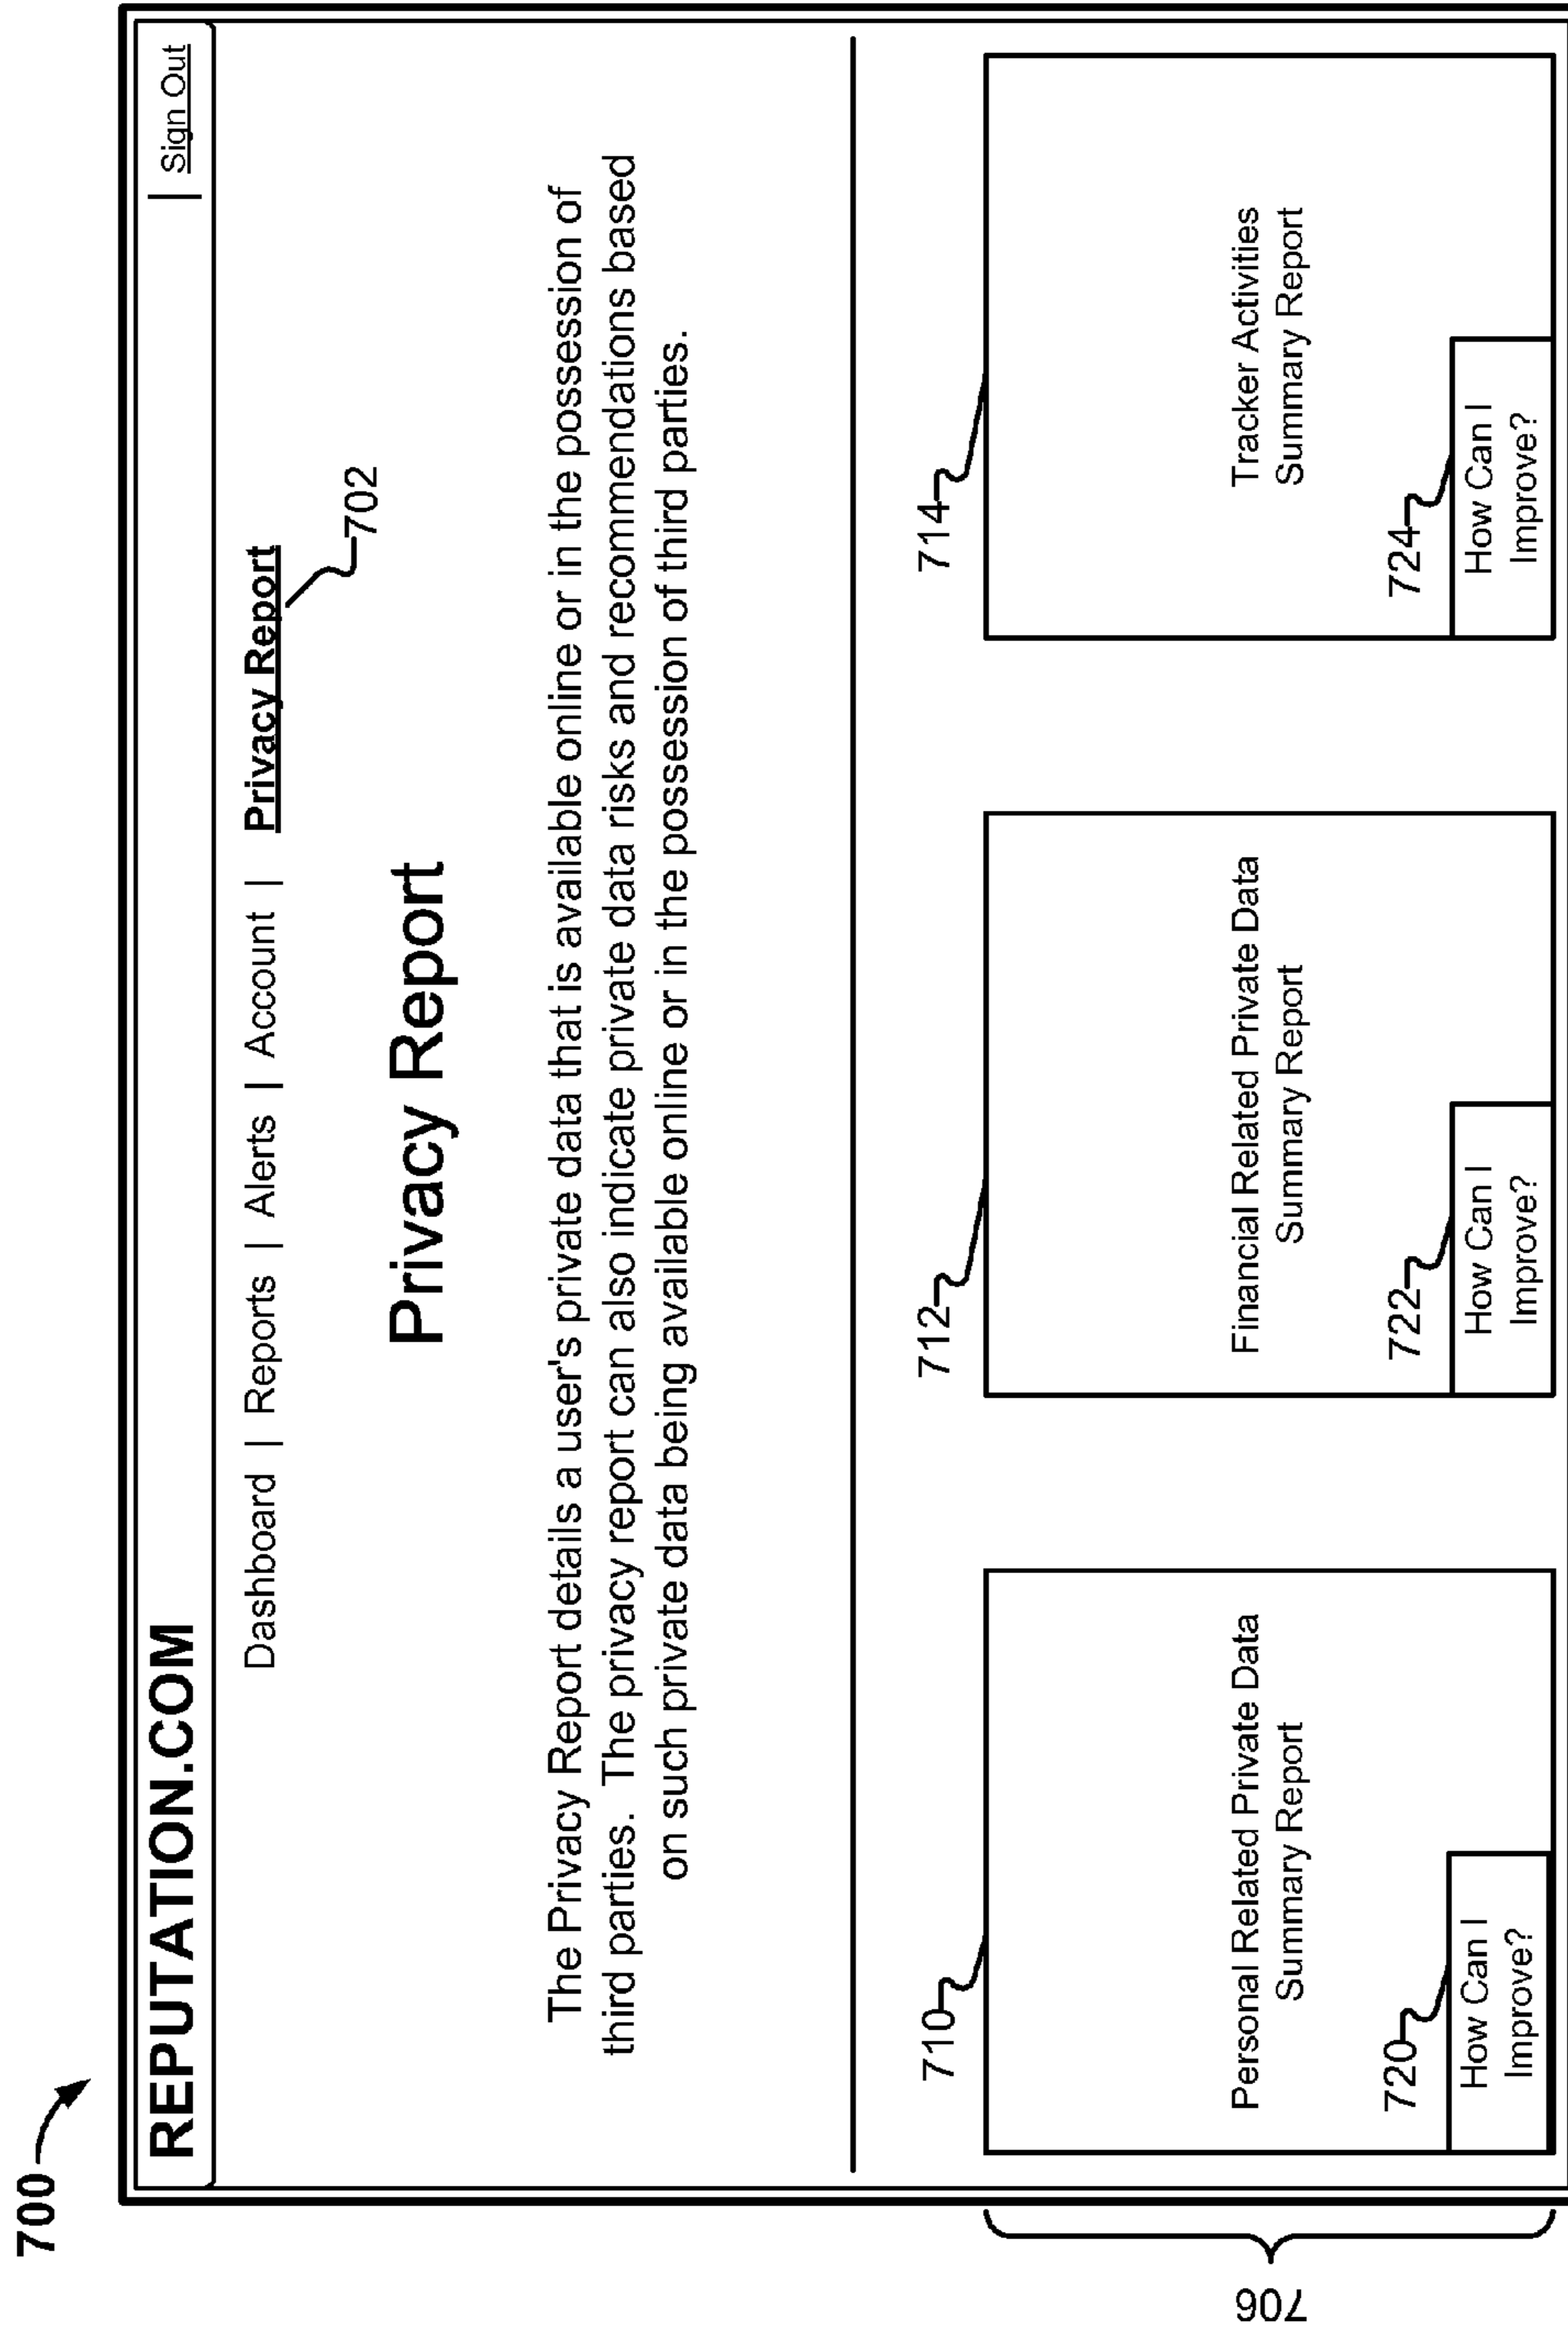 700
REPUTATION.COM
| Sign Out
Dashboard | Reports | Alerts | Account | Privacy Report
702
Privacy Report
The Privacy Report details a user's private data that is available online or in the possession of
third parties. The privacy report can also indicate private data risks and recommendations based
on such private data being available online or in the possession of third parties.
706
710
Personal Related Private Data
Summary Report
720
How Can I
Improve?
712
Financial Related Private Data
Summary Report
722
How Can I
Improve?
714
Tracker Activities
Summary Report
724
How Can I
Improve?